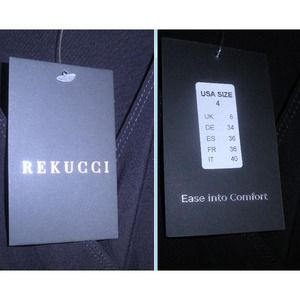 REKUCCI
USA SIZE
4
UK 8
DE 34
ES 36
FR 36
IT 40
Ease into Comfort